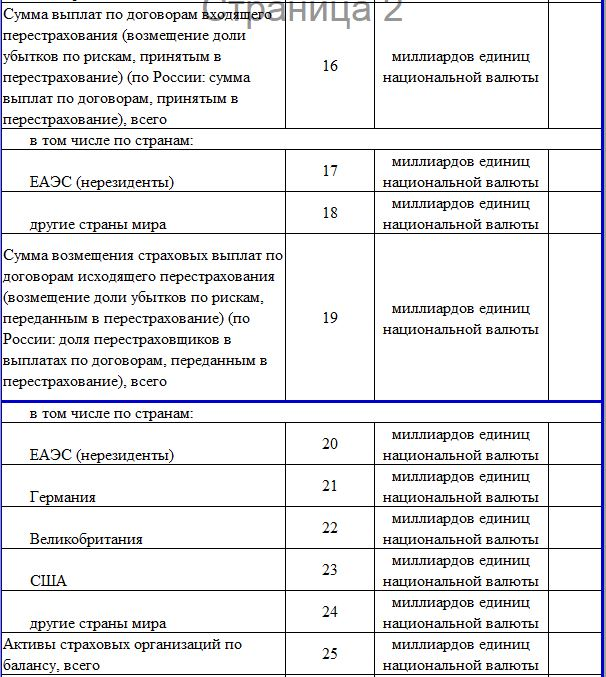 Страница 2
Сумма выплат по договорам входящего
перестрахования (возмещение доли
убытков по рискам, принятым в
перестрахование) (по России: сумма
выплат по договорам, принятым в
перестрахование), всего
16
миллиардов единиц
национальной валюты
в том числе по странам:
ЕАЭС (нерезиденты)
17
миллиардов единиц
национальной валюты
другие страны мира
18
миллиардов единиц
национальной валюты
Сумма возмещения страховых выплат по
договорам исходящего перестрахования
(возмещение доли убытков по рискам,
переданным в перестрахование) (по
России: доля перестраховщиков в
выплатах по договорам, переданным в
перестрахование), всего
19
миллиардов единиц
национальной валюты
в том числе по странам:
ЕАЭС (нерезиденты)
20
миллиардов единиц
национальной валюты
Германия
21
миллиардов единиц
национальной валюты
Великобритания
22
миллиардов единиц
национальной валюты
США
23
миллиардов единиц
национальной валюты
другие страны мира
24
миллиардов единиц
национальной валюты
Активы страховых организаций по
балансу, всего
25
миллиардов единиц
национальной валюты